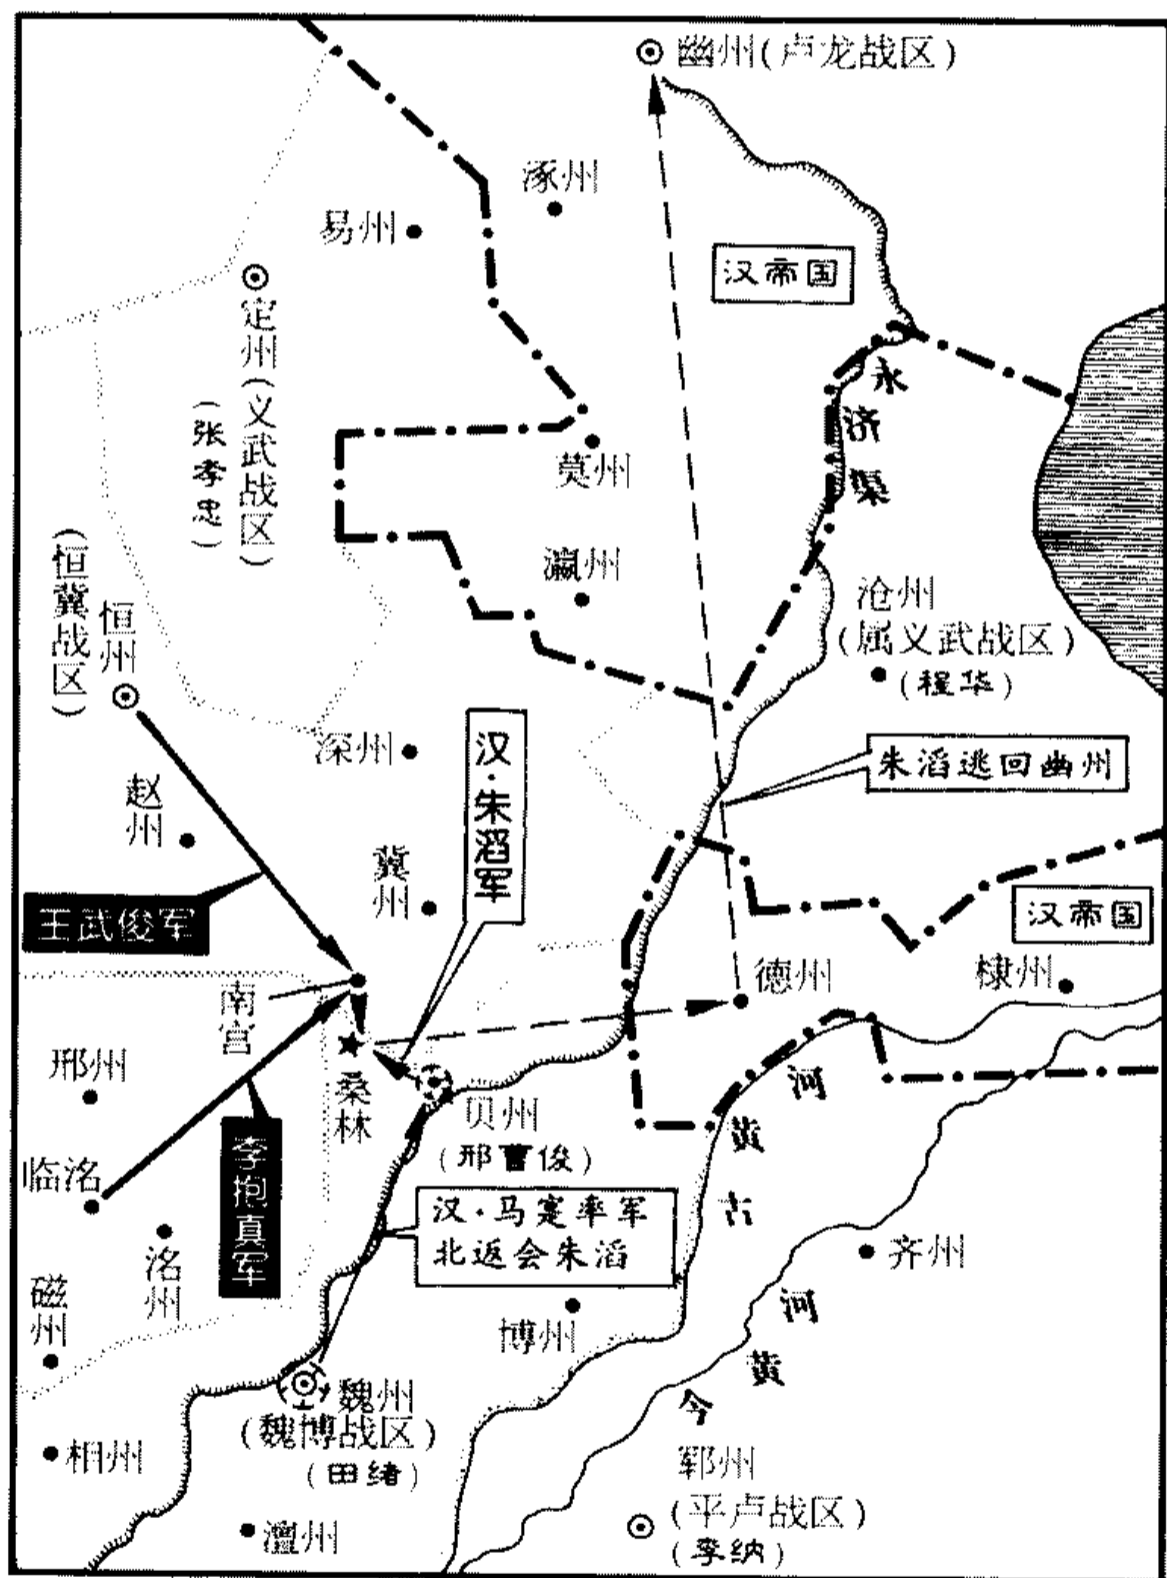 幽州(卢龙战区)
涿州
易州
汉帝国
定州(义武战区)
(张孝忠)
永济渠
莫州
瀛州
沧州
(属义武战区)
(程华)
恒州
(恒冀战区)
深州
汉·朱滔军
朱滔逃回幽州
赵州
冀州
王武俊军
汉帝国
德州
棣州
南宫
邢州
桑林
贝州
(邢曹俊)
临洺
李抱真军
洺州
磁州
汉·马寔率军
北返会朱滔
古黄河
齐州
博州
今黄河
魏州
(魏博战区)
(田绪)
相州
澶州
郓州
(平卢战区)
(李纳)